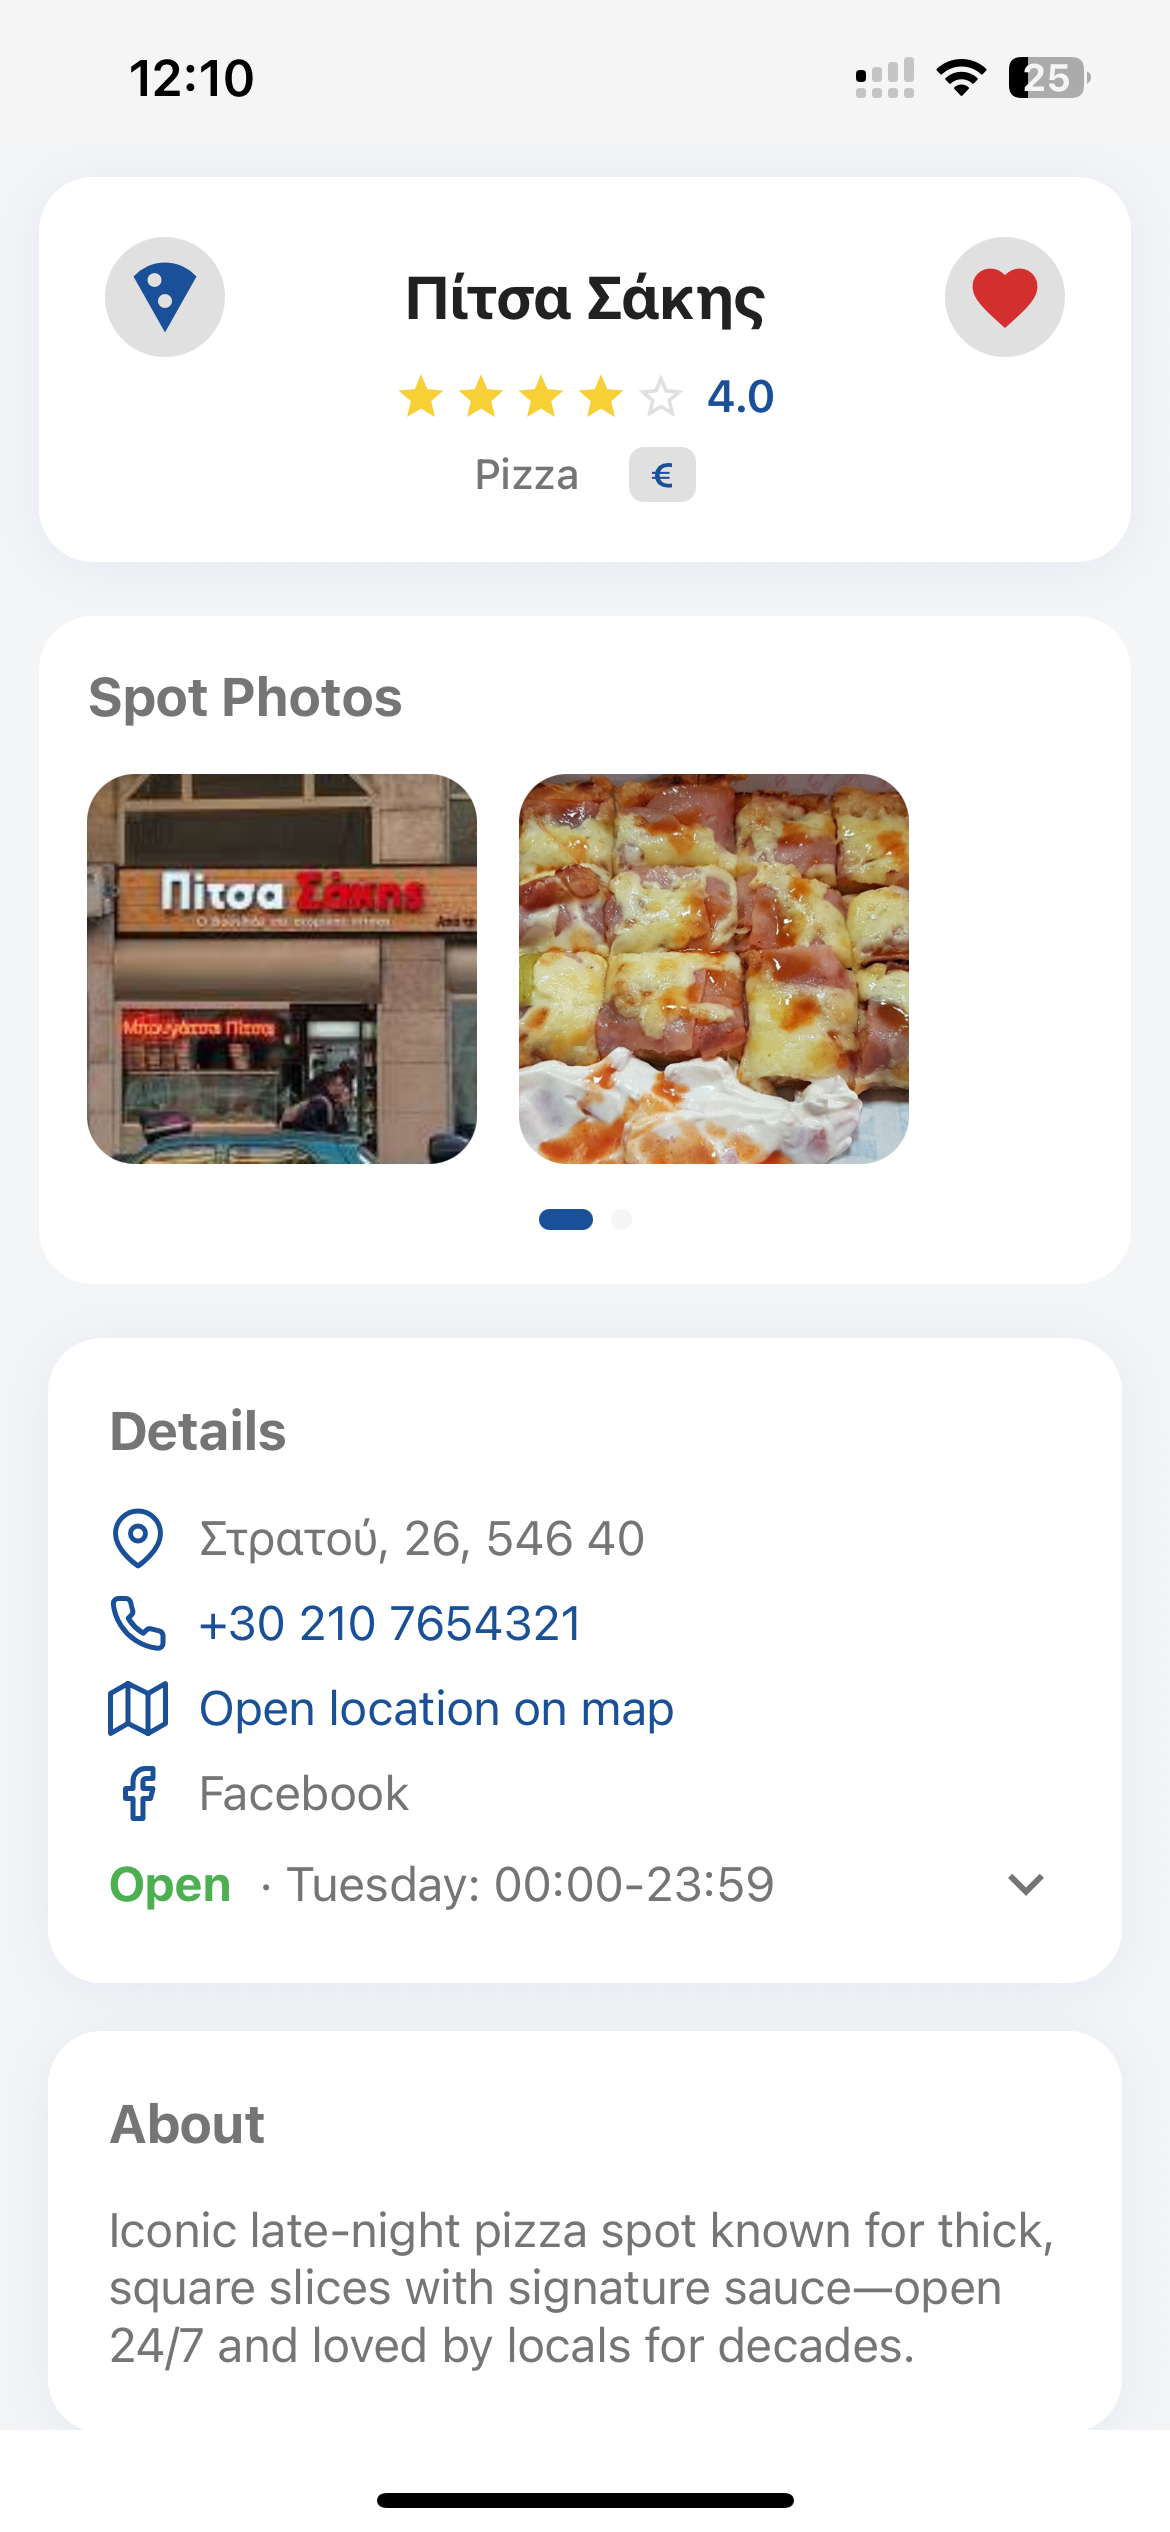 12:10
25
Πίτσα Σάκης
4.0
Pizza
€
Spot Photos
Πίτσα Σάκης
Μπουγάτσα Πίτσα
Details
Στρατού, 26, 546 40
+30 210 7654321
Open location on map
Facebook
Open · Tuesday: 00:00-23:59
About
Iconic late-night pizza spot known for thick,
square slices with signature sauce—open
24/7 and loved by locals for decades.